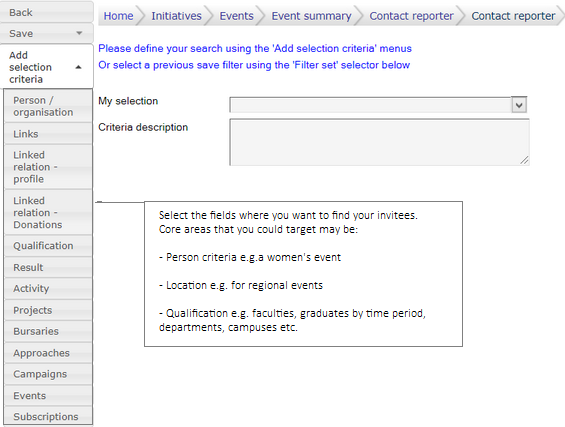 Back
Save
Add
selection
criteria
Person /
organisation
Links
Linked
relation -
profile
Linked
relation -
Donations
Qualification
Result
Activity
Projects
Bursaries
Approaches
Campaigns
Events
Subscriptions
Home Initiatives Events Event summary Contact reporter Contact reporter
Please define your search using the 'Add selection criteria' menus
Or select a previous save filter using the 'Filter set' selector below
My selection
Criteria description
Select the fields where you want to find your invitees.
Core areas that you could target may be:
- Person criteria e.g.a women's event
- Location e.g. for regional events
- Qualification e.g. faculties, graduates by time period,
departments, campuses etc.